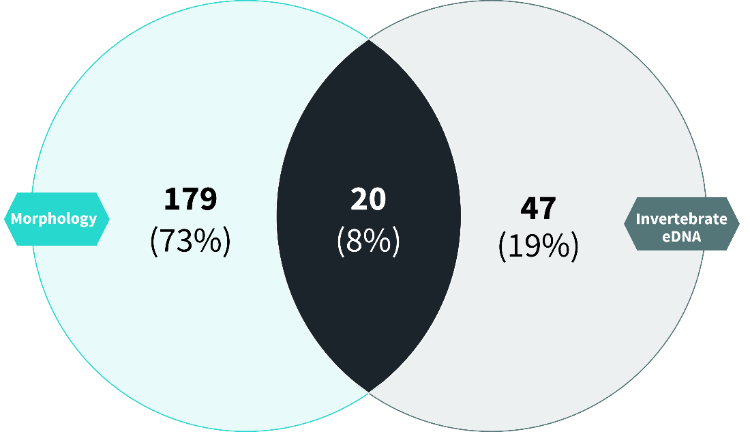 Morphology
179
(73%)
20
(8%)
47
(19%)
Invertebrate
eDNA